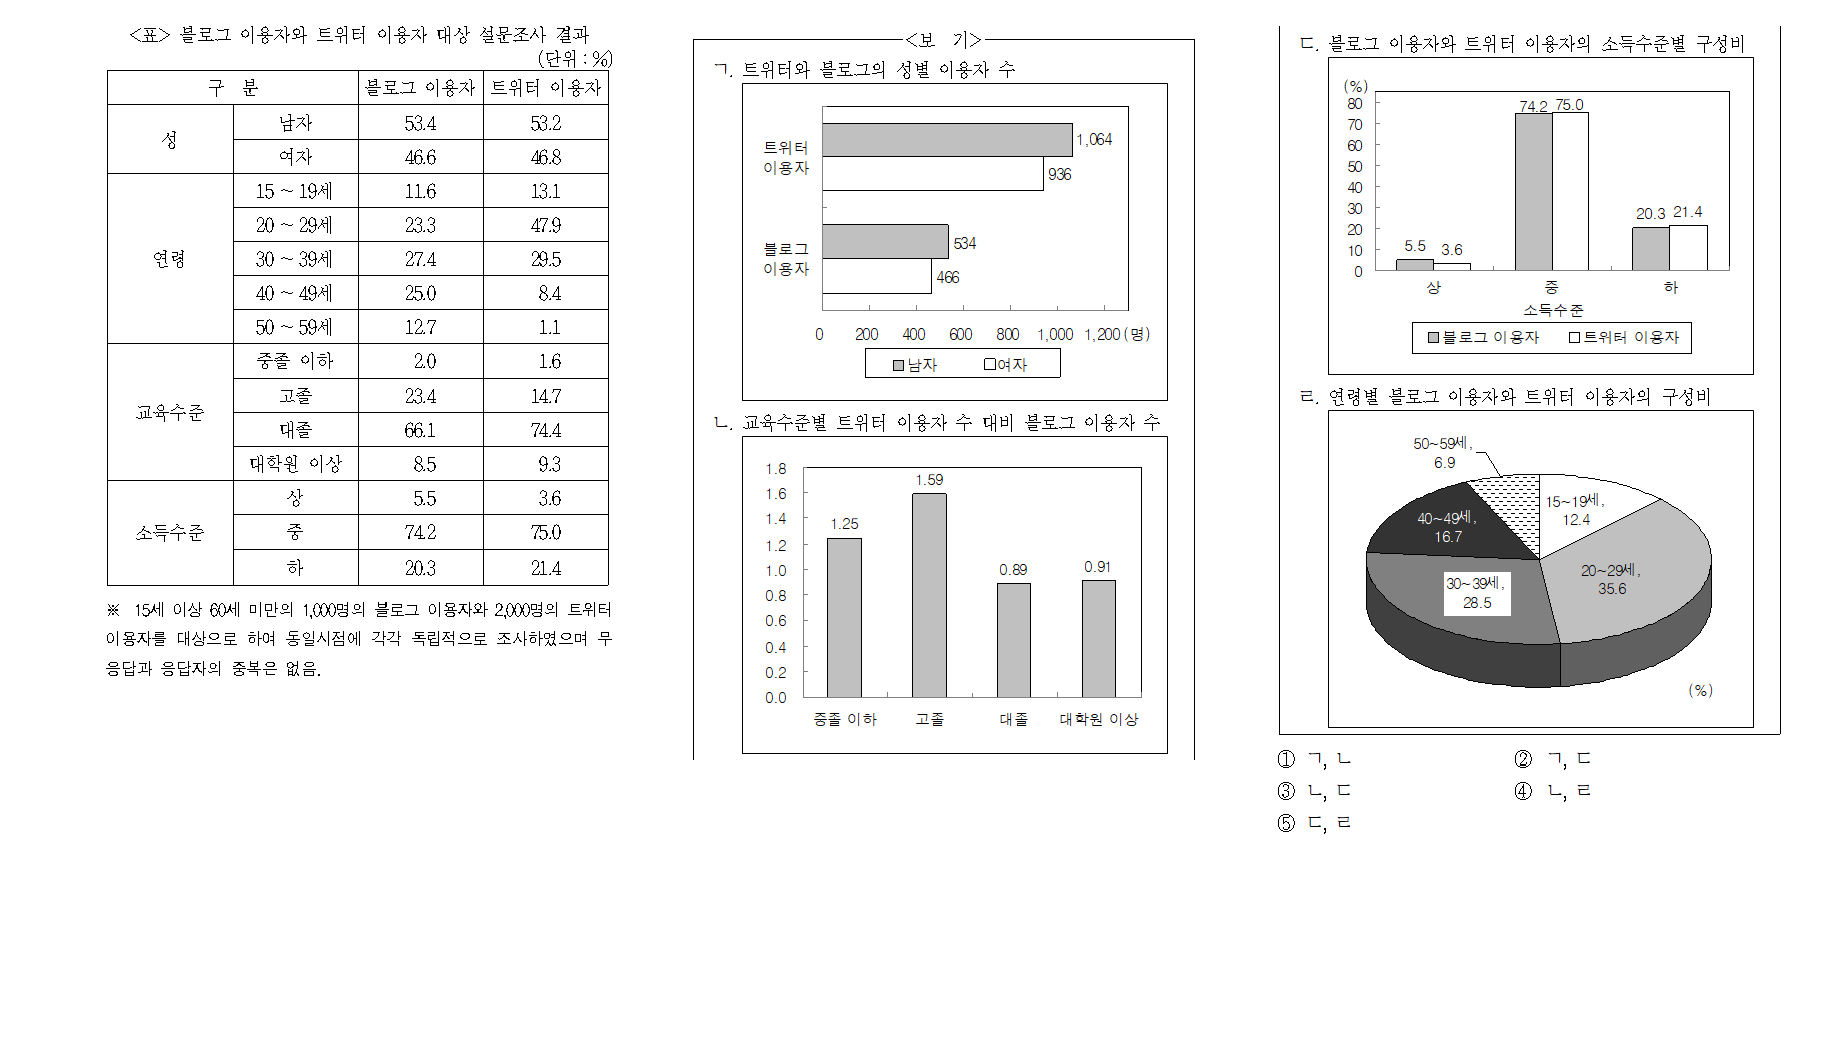 <표> 블로그 이용자와 트위터 이용자 대상 설문조사 결과
(단위 : %)
구 분 블로그 이용자 트위터 이용자
성 남자 53.4 53.2
여자 46.6 46.8
연령 15 ~ 19세 11.6 13.1
20 ~ 29세 23.3 47.9
30 ~ 39세 27.4 29.5
40 ~ 49세 25.0 8.4
50 ~ 59세 12.7 1.1
교육수준 중졸 이하 2.0 1.6
고졸 23.4 14.7
대졸 66.1 74.4
대학원 이상 8.5 9.3
소득수준 상 5.5 3.6
중 74.2 75.0
하 20.3 21.4
※ 15세 이상 60세 미만의 1,000명의 블로그 이용자와 2,000명의 트위터
이용자를 대상으로 하여 동일시점에 각각 독립적으로 조사하였으며 무
응답과 응답자의 중복은 없음.
<보 기>
ㄱ. 트위터와 블로그의 성별 이용자 수
트위터
이용자
1,064
936
블로그
이용자
534
466
0 200 400 600 800 1,000 1,200 (명)
남자 여자
ㄴ. 교육수준별 트위터 이용자 수 대비 블로그 이용자 수
1.8
1.6
1.4
1.2
1.0
0.8
0.6
0.4
0.2
0.0
1.25 1.59 0.89 0.91
중졸 이하 고졸 대졸 대학원 이상
ㄷ. 블로그 이용자와 트위터 이용자의 소득수준별 구성비
(%)
80
70
60
50
40
30
20
10
0
5.5 3.6 74.2 75.0 20.3 21.4
상 중 하
소득수준
블로그 이용자 트위터 이용자
ㄹ. 연령별 블로그 이용자와 트위터 이용자의 구성비
50~59세,
6.9
15~19세,
12.4
40~49세,
16.7
20~29세,
35.6
30~39세,
28.5
(%)
① ㄱ, ㄴ ② ㄱ, ㄷ
③ ㄴ, ㄷ ④ ㄴ, ㄹ
⑤ ㄷ, ㄹ